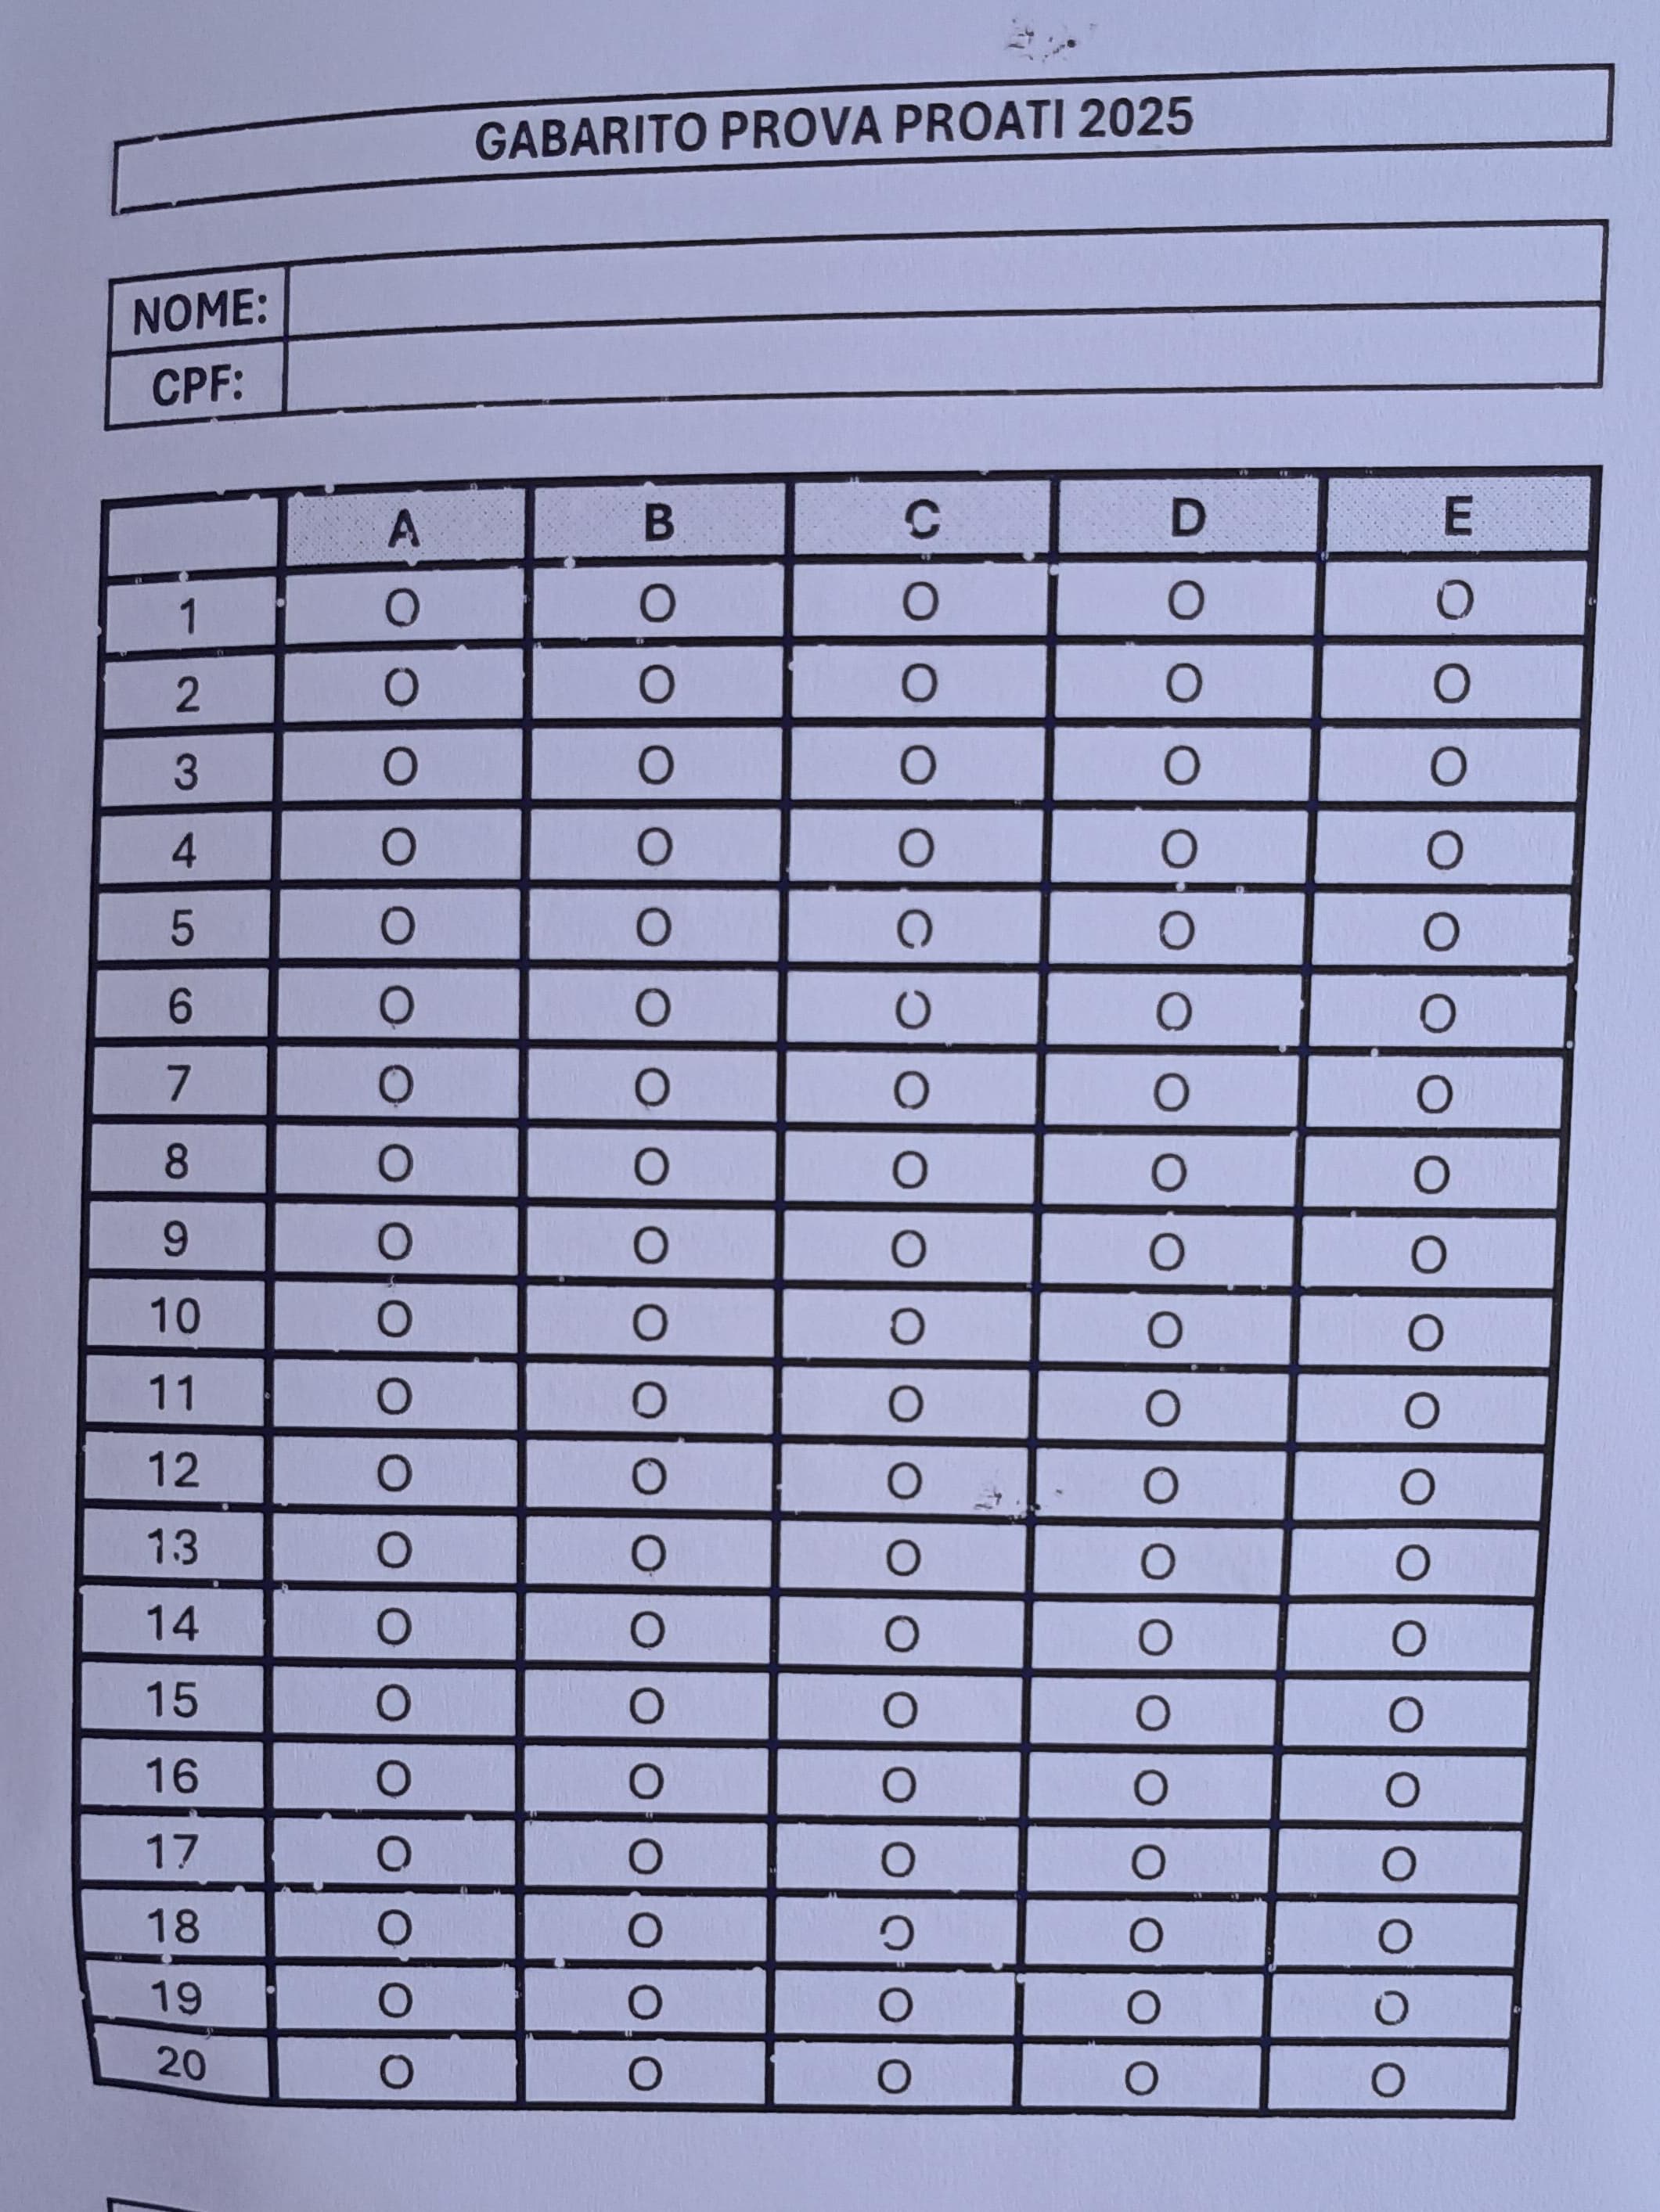 GABARITO PROVA PROATI 2025
NOME:
CPF:
A B C D E
1 O O O O O
2 O O O O O
3 O O O O O
4 O O O O O
5 O O O O O
6 O O O O O
7 O O O O O
8 O O O O O
9 O O O O O
10 O O O O O
11 O O O O O
12 O O O O O
13 O O O O O
14 O O O O O
15 O O O O O
16 O O O O O
17 O O O O O
18 O O O O O
19 O O O O O
20 O O O O O